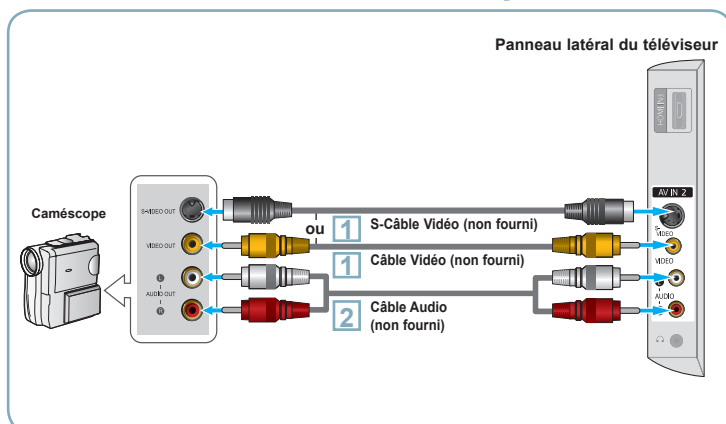 Panneau latéral du téléviseur
AV IN 2
Caméscope
S-VIDEO OUT
ou
1
S-Câble Vidéo (non fourni)
S-
VIDEO
VIDEO OUT
1
Câble Vidéo (non fourni)
VIDEO
L
AUDIO OUT
R
2
Câble Audio
(non fourni)
AUDIO